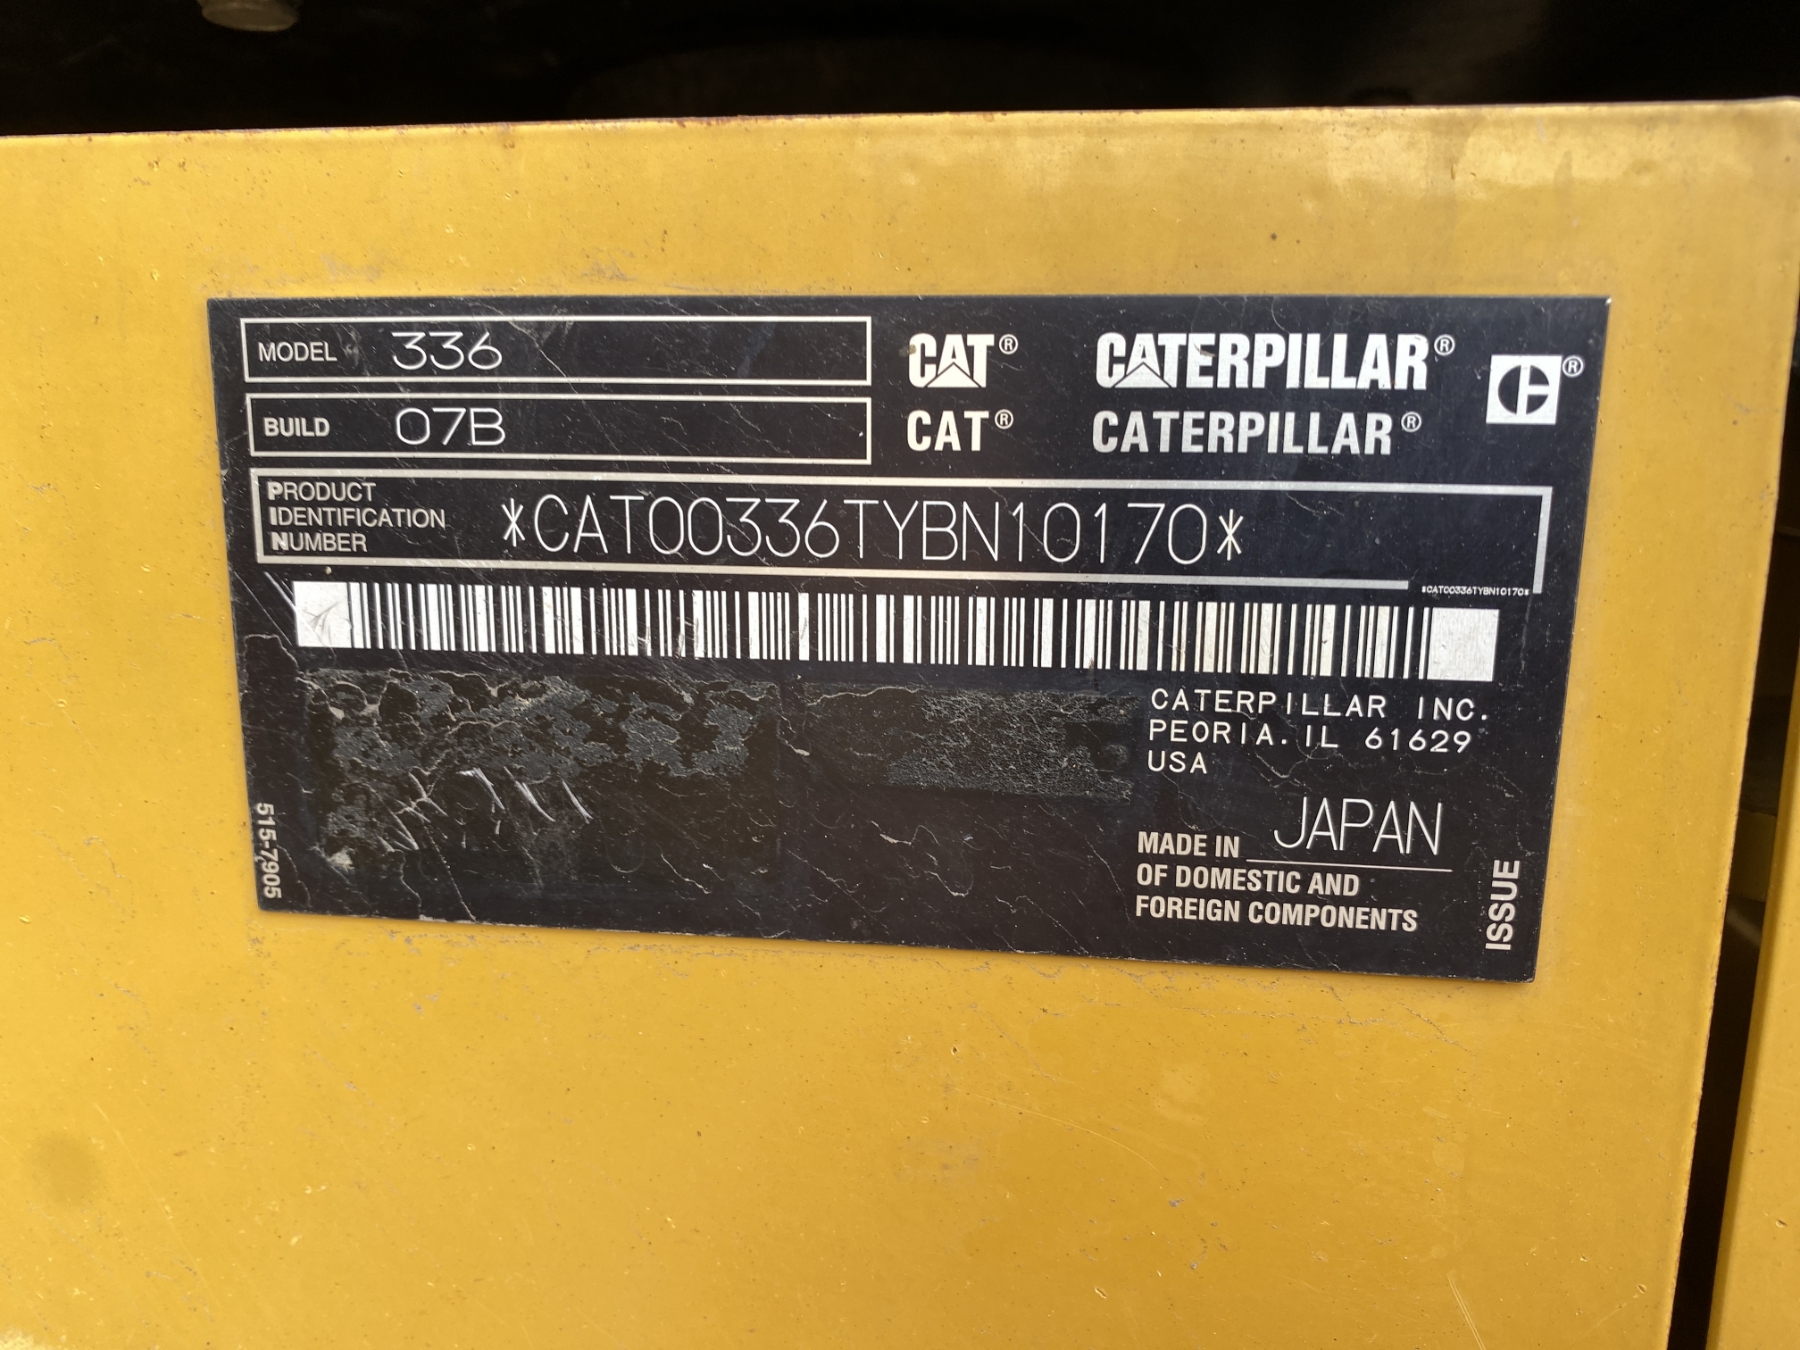 MODEL 336
CAT® CATERPILLAR® ®
BUILD 07B
CAT® CATERPILLAR®
PRODUCT
IDENTIFICATION
NUMBER
*CAT00336TYBN10170*
*CAT00336TYBN10170*
CATERPILLAR INC.
PEORIA. IL 61629
USA
MADE IN JAPAN
OF DOMESTIC AND
FOREIGN COMPONENTS
515-7905
ISSUE